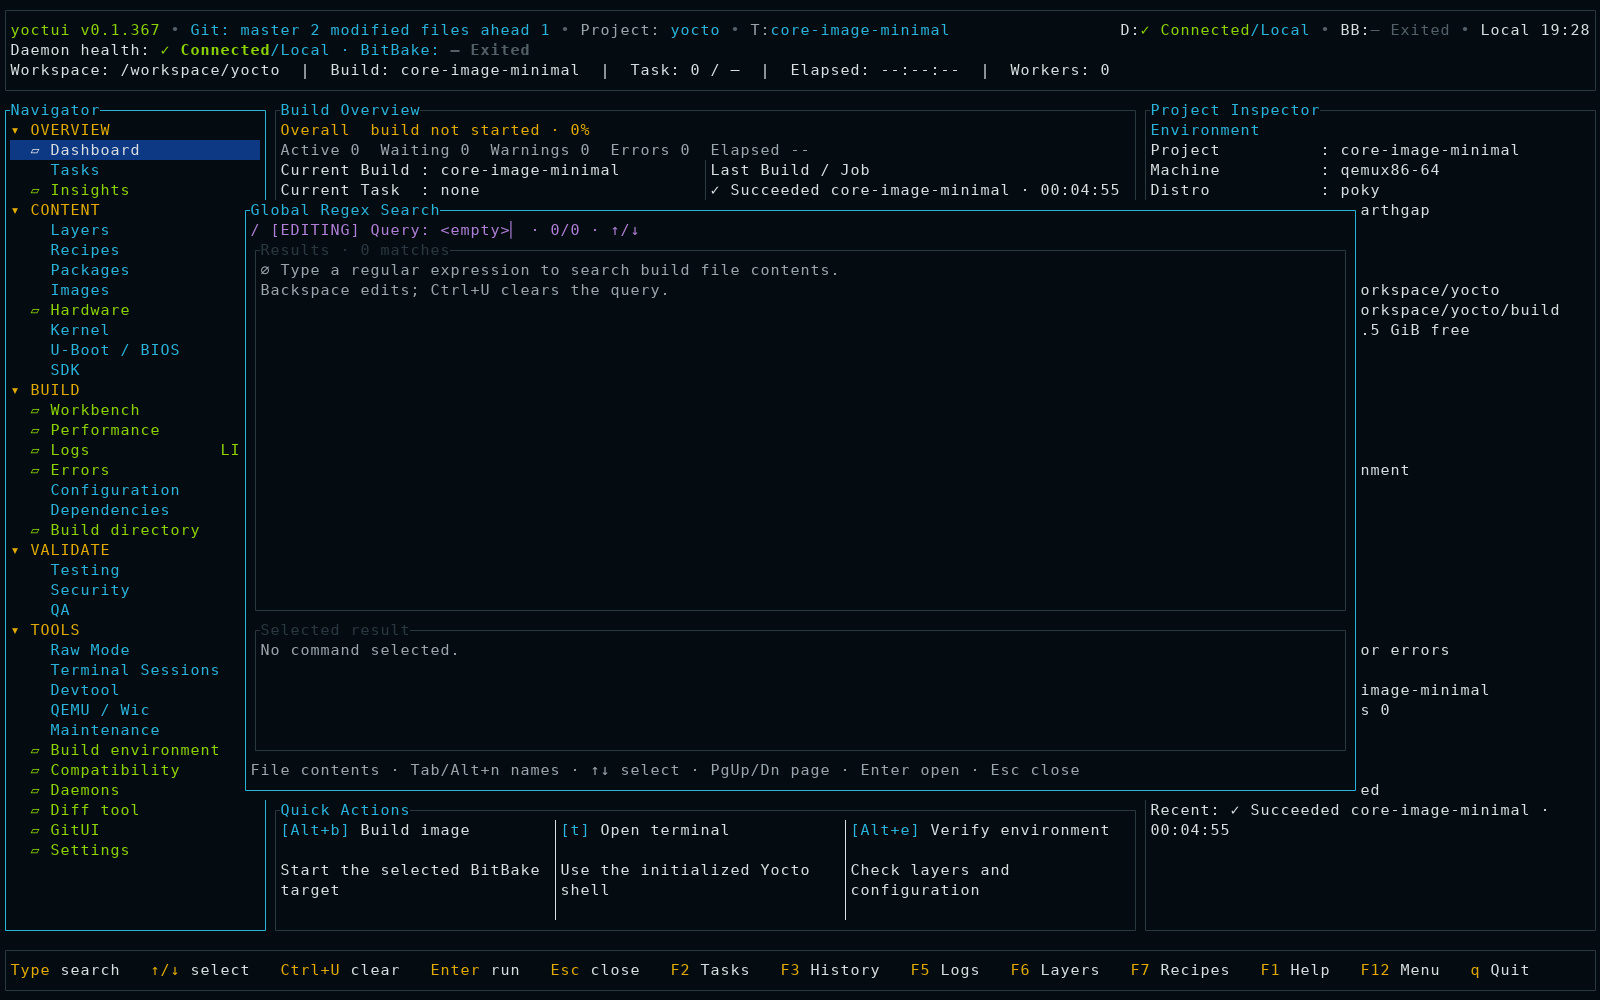 yoctui v0.1.367 • Git: master 2 modified files ahead 1 • Project: yocto • T:core-image-minimal D:✓ Connected/Local • BB:— Exited • Local 19:28
Daemon health: ✓ Connected/Local · BitBake: — Exited
Workspace: /workspace/yocto | Build: core-image-minimal | Task: 0 / — | Elapsed: --:--:-- | Workers: 0
Navigator
▾ OVERVIEW
▱ Dashboard
Tasks
▱ Insights
▾ CONTENT
Layers
Recipes
Packages
Images
▱ Hardware
Kernel
U-Boot / BIOS
SDK
▾ BUILD
▱ Workbench
▱ Performance
▱ Logs LI
▱ Errors
Configuration
Dependencies
▱ Build directory
▾ VALIDATE
Testing
Security
QA
▾ TOOLS
Raw Mode
Terminal Sessions
Devtool
QEMU / Wic
Maintenance
▱ Build environment
▱ Compatibility
▱ Daemons
▱ Diff tool
▱ GitUI
▱ Settings
Build Overview
Overall build not started · 0%
Active 0 Waiting 0 Warnings 0 Errors 0 Elapsed --
Current Build : core-image-minimal
Current Task : none
Last Build / Job
✓ Succeeded core-image-minimal · 00:04:55
Global Regex Search
/ [EDITING] Query: <empty>▏ · 0/0 · ↑/↓
Results · 0 matches
∅ Type a regular expression to search build file contents.
Backspace edits; Ctrl+U clears the query.
Selected result
No command selected.
File contents · Tab/Alt+n names · ↑↓ select · PgUp/Dn page · Enter open · Esc close
Quick Actions
[Alt+b] Build image
Start the selected BitBake
target
[t] Open terminal
Use the initialized Yocto
shell
[Alt+e] Verify environment
Check layers and
configuration
Project Inspector
Environment
Project : core-image-minimal
Machine : qemux86-64
Distro : poky
arthgap
orkspace/yocto
orkspace/yocto/build
.5 GiB free
nment
or errors
image-minimal
s 0
ed
Recent: ✓ Succeeded core-image-minimal ·
00:04:55
Type search ↑/↓ select Ctrl+U clear Enter run Esc close F2 Tasks F3 History F5 Logs F6 Layers F7 Recipes F1 Help F12 Menu q Quit